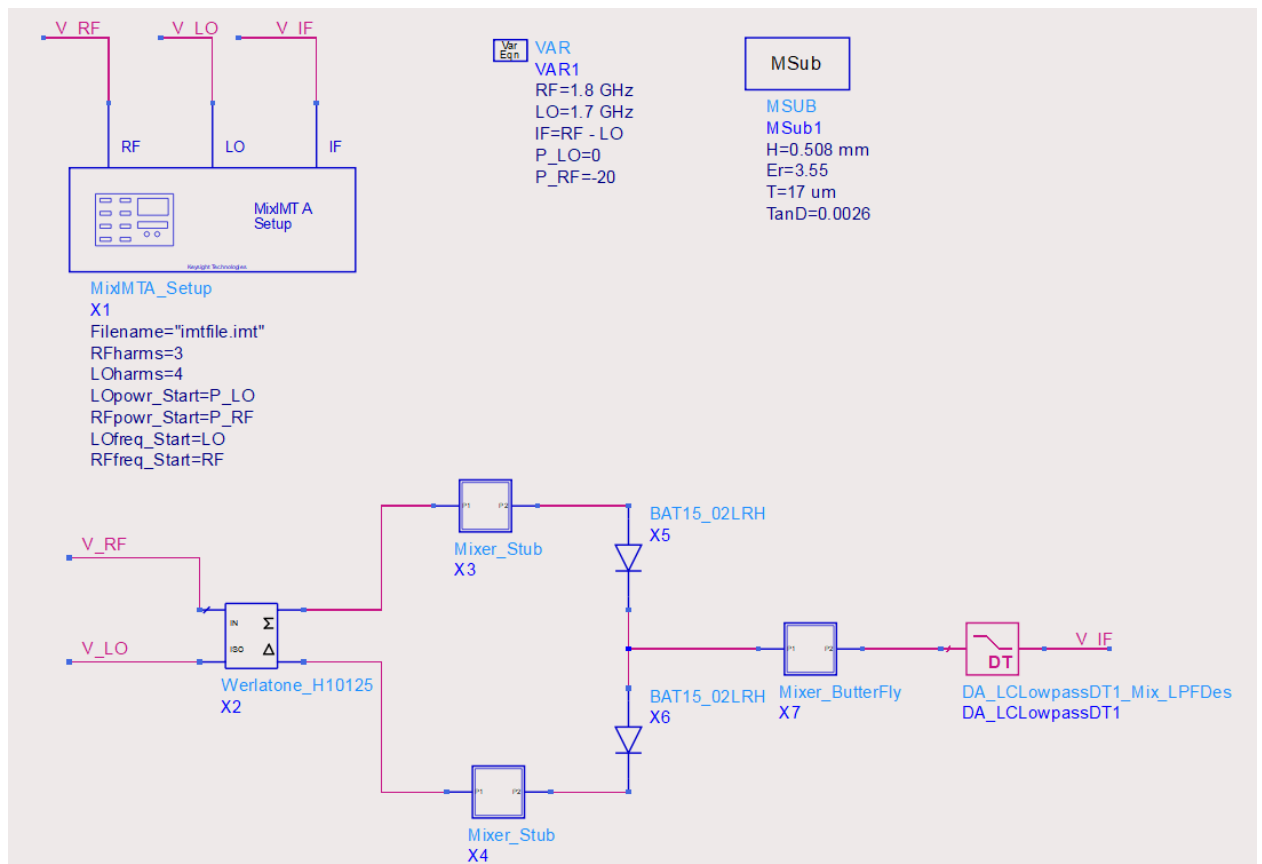 V_RF
V_LO
V_IF
RF
LO
IF
MixIMT A
Setup
Keysight Technologies
MixIMTA_Setup
X1
Filename="imtfile.imt"
RFharms=3
LOharms=4
LOpowr_Start=P_LO
RFpowr_Start=P_RF
LOfreq_Start=LO
RFfreq_Start=RF
Var
Eqn
VAR
VAR1
RF=1.8 GHz
LO=1.7 GHz
IF=RF - LO
P_LO=0
P_RF=-20
MSub
MSUB
MSub1
H=0.508 mm
Er=3.55
T=17 um
TanD=0.0026
V_RF
V_LO
IN
ISO
Σ
Δ
Werlatone_H10125
X2
P1
P2
Mixer_Stub
X3
P1
P2
Mixer_Stub
X4
BAT15_02LRH
X5
BAT15_02LRH
X6
P1
P2
Mixer_ButterFly
X7
DT
DA_LCLowpassDT1_Mix_LPFDes
DA_LCLowpassDT1
V_IF